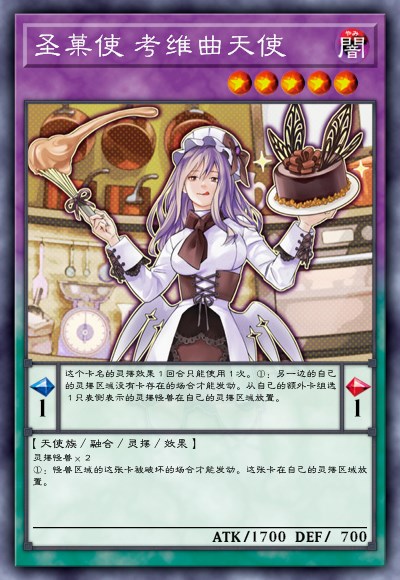 圣菓使 考维曲天使
やみ
闇
这个卡名的灵摆效果1回合只能使用1次。①：另一边的自己
的灵摆区域没有卡存在的场合才能发动。从自己的额外卡组选
1只表侧表示的灵摆怪兽在自己的灵摆区域放置。
1
1
【天使族/融合/灵摆/效果】
灵摆怪兽×2
①：怪兽区域的这张卡被破坏的场合才能发动。这张卡在自己的灵摆区域放
置。
ATK/1700 DEF/ 700